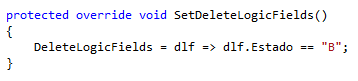 protected override void SetDeleteLogicFields()
{
    DeleteLogicFields = dlf => dlf.Estado == "B";
}